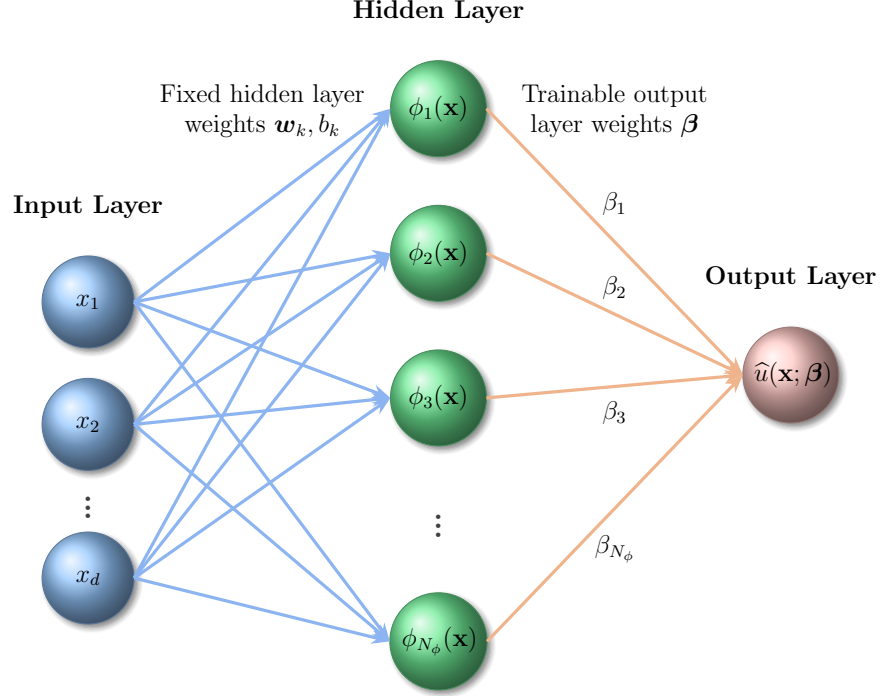 Hidden Layer
Fixed hidden layer
weights 𝒘ₖ, bₖ
Trainable output
layer weights 𝜷
ϕ₁(𝐱)
Input Layer
β₁
ϕ₂(𝐱)
Output Layer
x₁
β₂
û(𝐱; 𝜷)
ϕ₃(𝐱)
x₂
β₃
⋮
⋮
β_{N_ϕ}
x_d
ϕ_{N_ϕ}(𝐱)